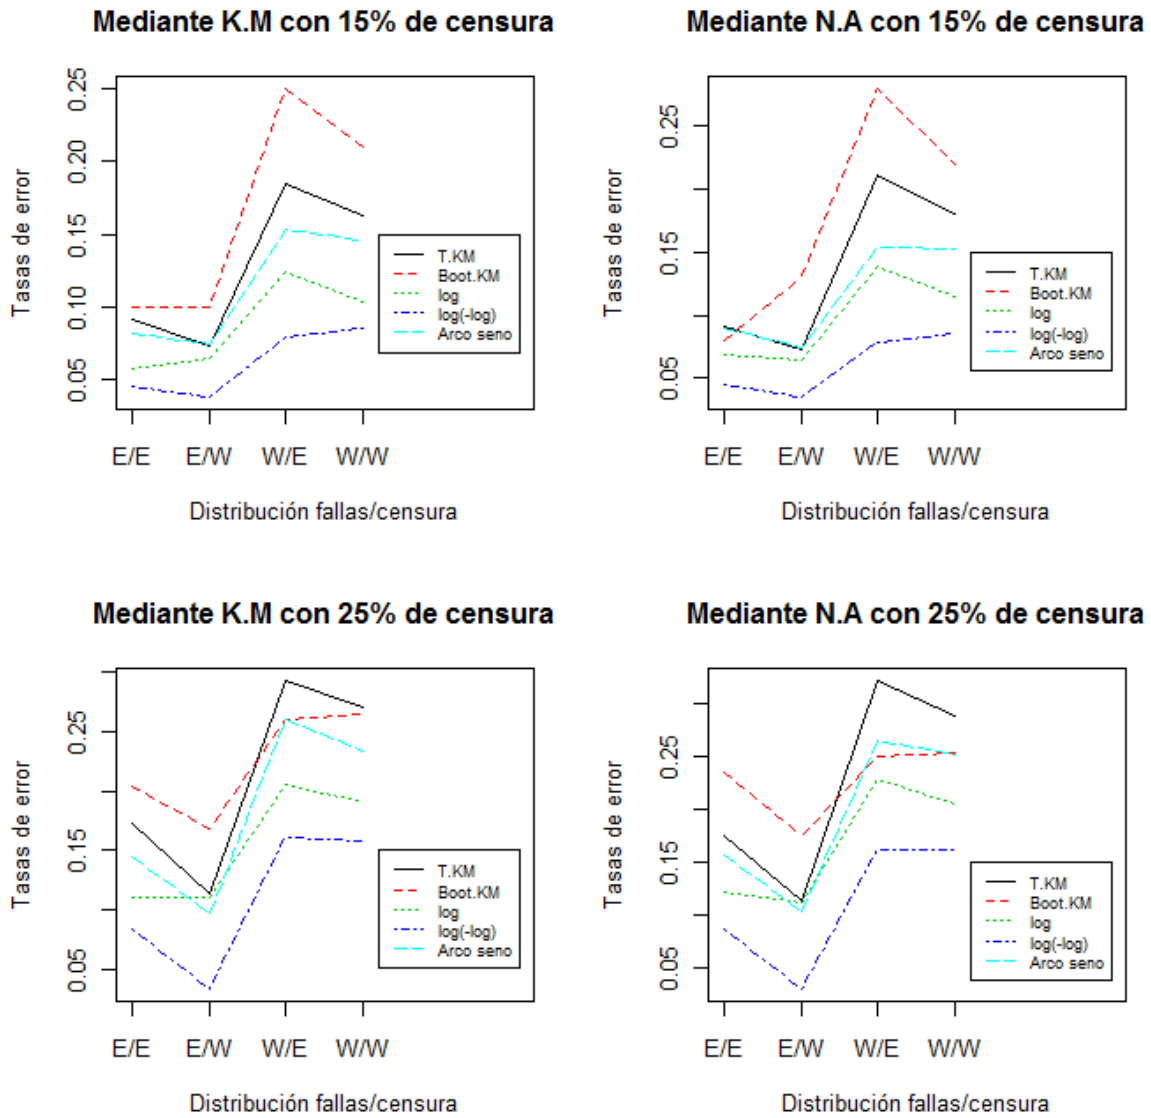 Mediante K.M con 15% de censura
Tasas de error
0.25
0.20
0.15
0.10
0.05
T.KM
Boot.KM
log
log(-log)
Arco seno
E/E E/W W/E W/W
Distribución fallas/censura
Mediante N.A con 15% de censura
Tasas de error
0.25
0.15
0.05
T.KM
Boot.KM
log
log(-log)
Arco seno
E/E E/W W/E W/W
Distribución fallas/censura
Mediante K.M con 25% de censura
Tasas de error
0.25
0.15
0.05
T.KM
Boot.KM
log
log(-log)
Arco seno
E/E E/W W/E W/W
Distribución fallas/censura
Mediante N.A con 25% de censura
Tasas de error
0.25
0.15
0.05
T.KM
Boot.KM
log
log(-log)
Arco seno
E/E E/W W/E W/W
Distribución fallas/censura